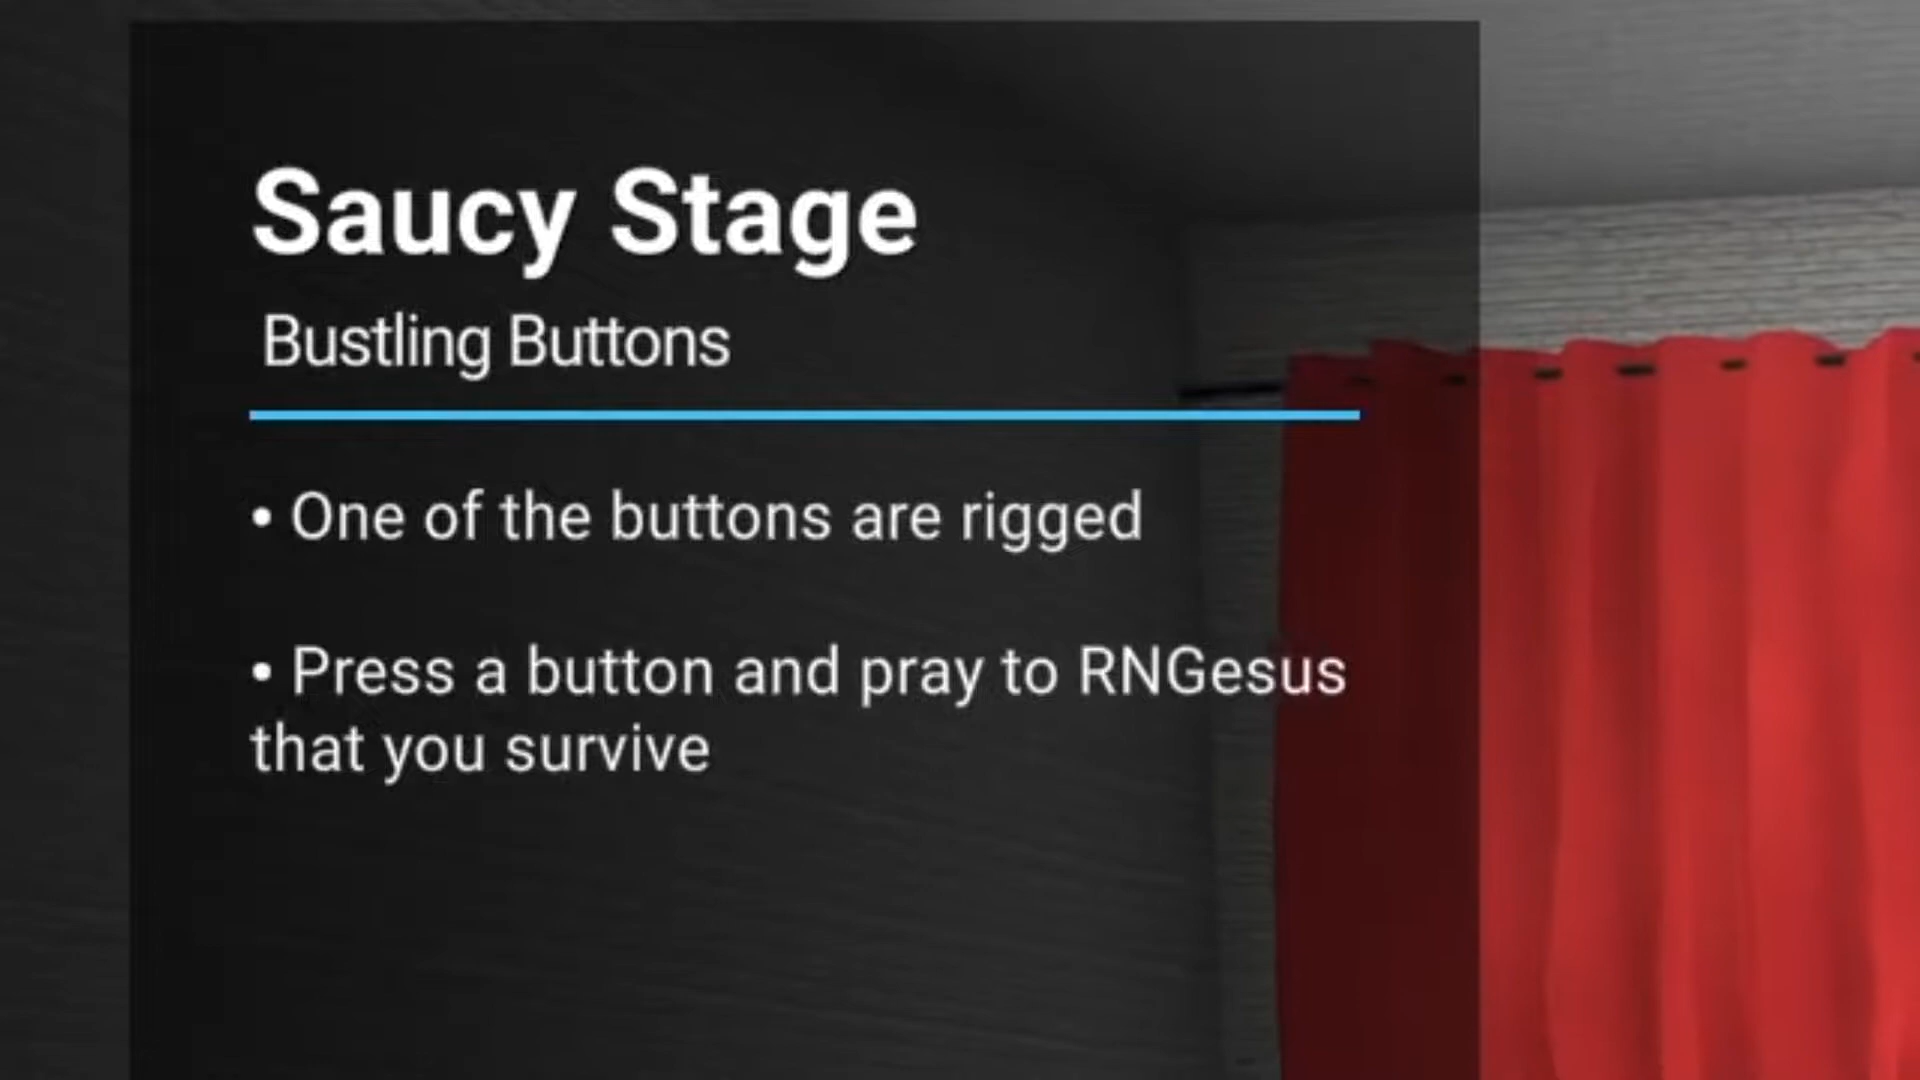 Saucy Stage
Bustling Buttons
• One of the buttons are rigged
• Press a button and pray to RNGesus
that you survive